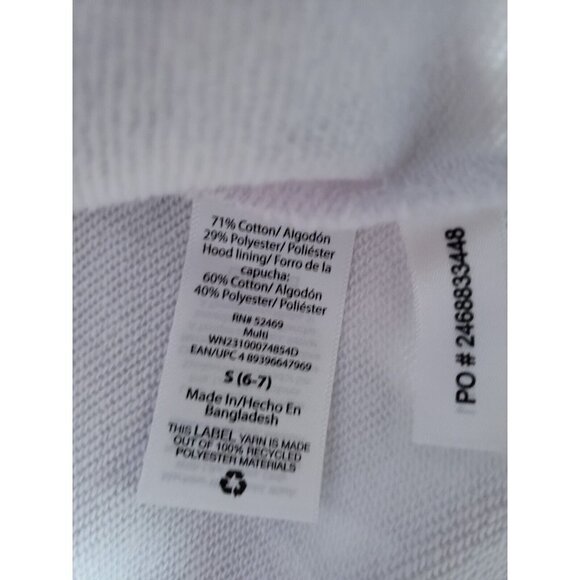 71% Cotton/ Algodón
29% Polyester/ Poliéster
Hood lining/ Forro de la
capucha:
60% Cotton/ Algodón
40% Polyester/ Poliéster
RN# 52469
Multi
WN23100074854D
EAN/UPC 4 89396647969
S (6-7)
Made In/Hecho En
Bangladesh
THIS LABEL YARN IS MADE
OUT OF 100% RECYCLED
POLYESTER MATERIALS
PO # 2468833448